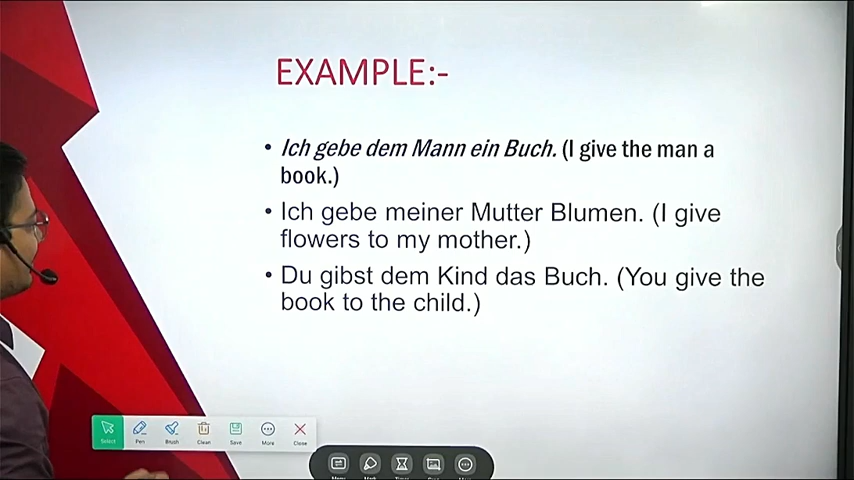 EXAMPLE:-
• Ich gebe dem Mann ein Buch. (I give the man a
book.)
• Ich gebe meiner Mutter Blumen. (I give
flowers to my mother.)
• Du gibst dem Kind das Buch. (You give the
book to the child.)
Select Pen Brush Clean Save More Close